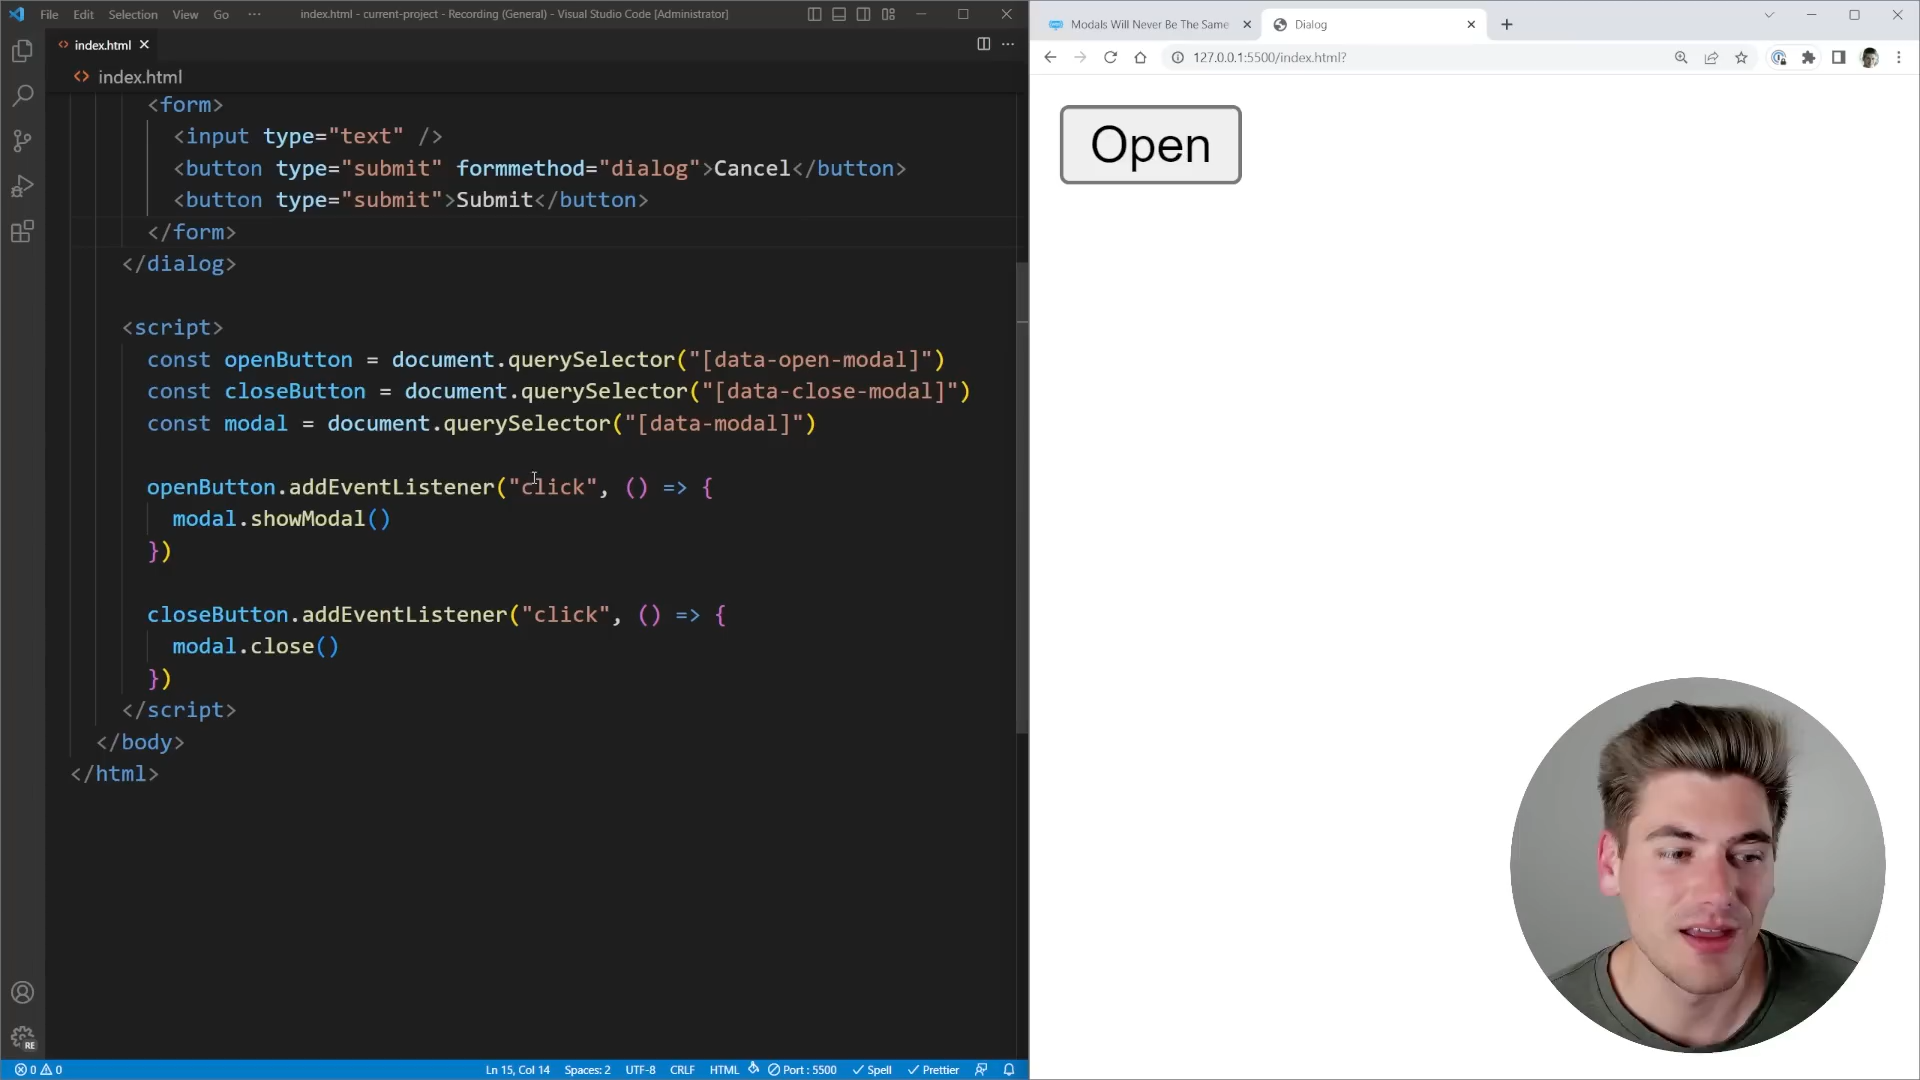 File Edit Selection View Go ··· index.html - current-project - Recording (General) - Visual Studio Code [Administrator]
index.html
index.html
<form>
<input type="text" />
<button type="submit" formmethod="dialog">Cancel</button>
<button type="submit">Submit</button>
</form>
</dialog>
<script>
const openButton = document.querySelector("[data-open-modal]")
const closeButton = document.querySelector("[data-close-modal]")
const modal = document.querySelector("[data-modal]")
openButton.addEventListener("click", () => {
modal.showModal()
})
closeButton.addEventListener("click", () => {
modal.close()
})
</script>
</body>
</html>
RE
0 0 Ln 15, Col 14 Spaces: 2 UTF-8 CRLF HTML Port : 5500 Spell Prettier
Modals Will Never Be The Same Dialog
127.0.0.1:5500/index.html?
Open